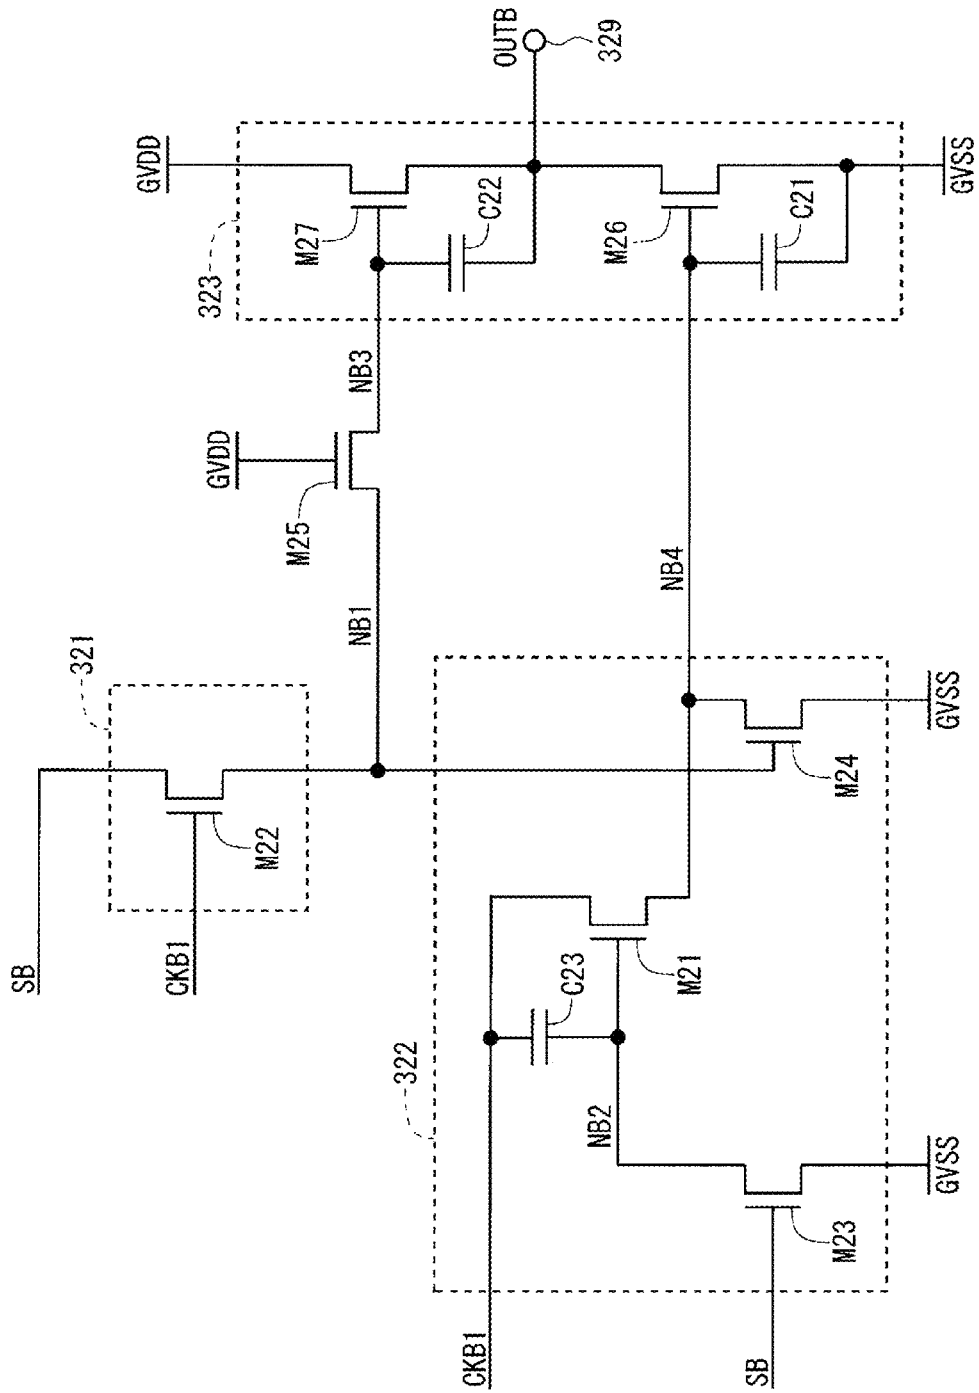 OUTB
329
GVDD
323
M27
C22
M26
C21
GVSS
NB3
GVDD
M25
NB1
NB4
321
M22
SB
CKB1
M24
GVSS
322
C23
M21
NB2
M23
GVSS
CKB1
SB